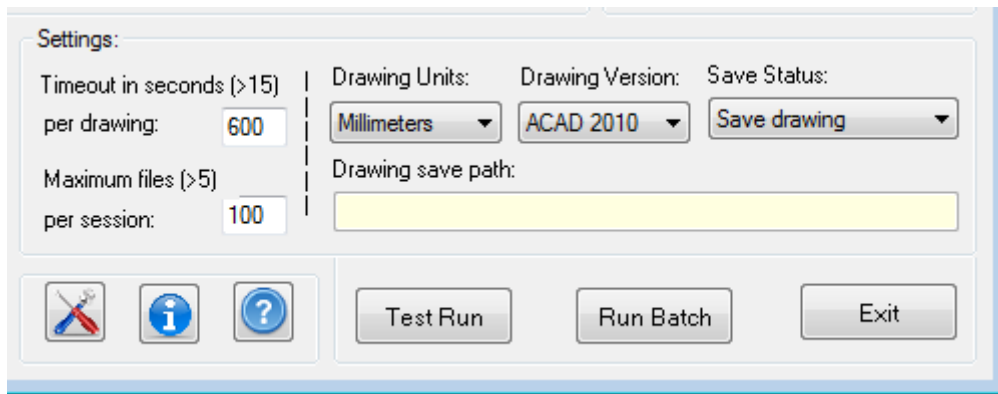 Settings:
Timeout in seconds (>15)
per drawing:
600
Maximum files (>5)
per session:
100
Drawing Units:
Millimeters
Drawing Version:
ACAD 2010
Save Status:
Save drawing
Drawing save path:
i
?
Test Run
Run Batch
Exit